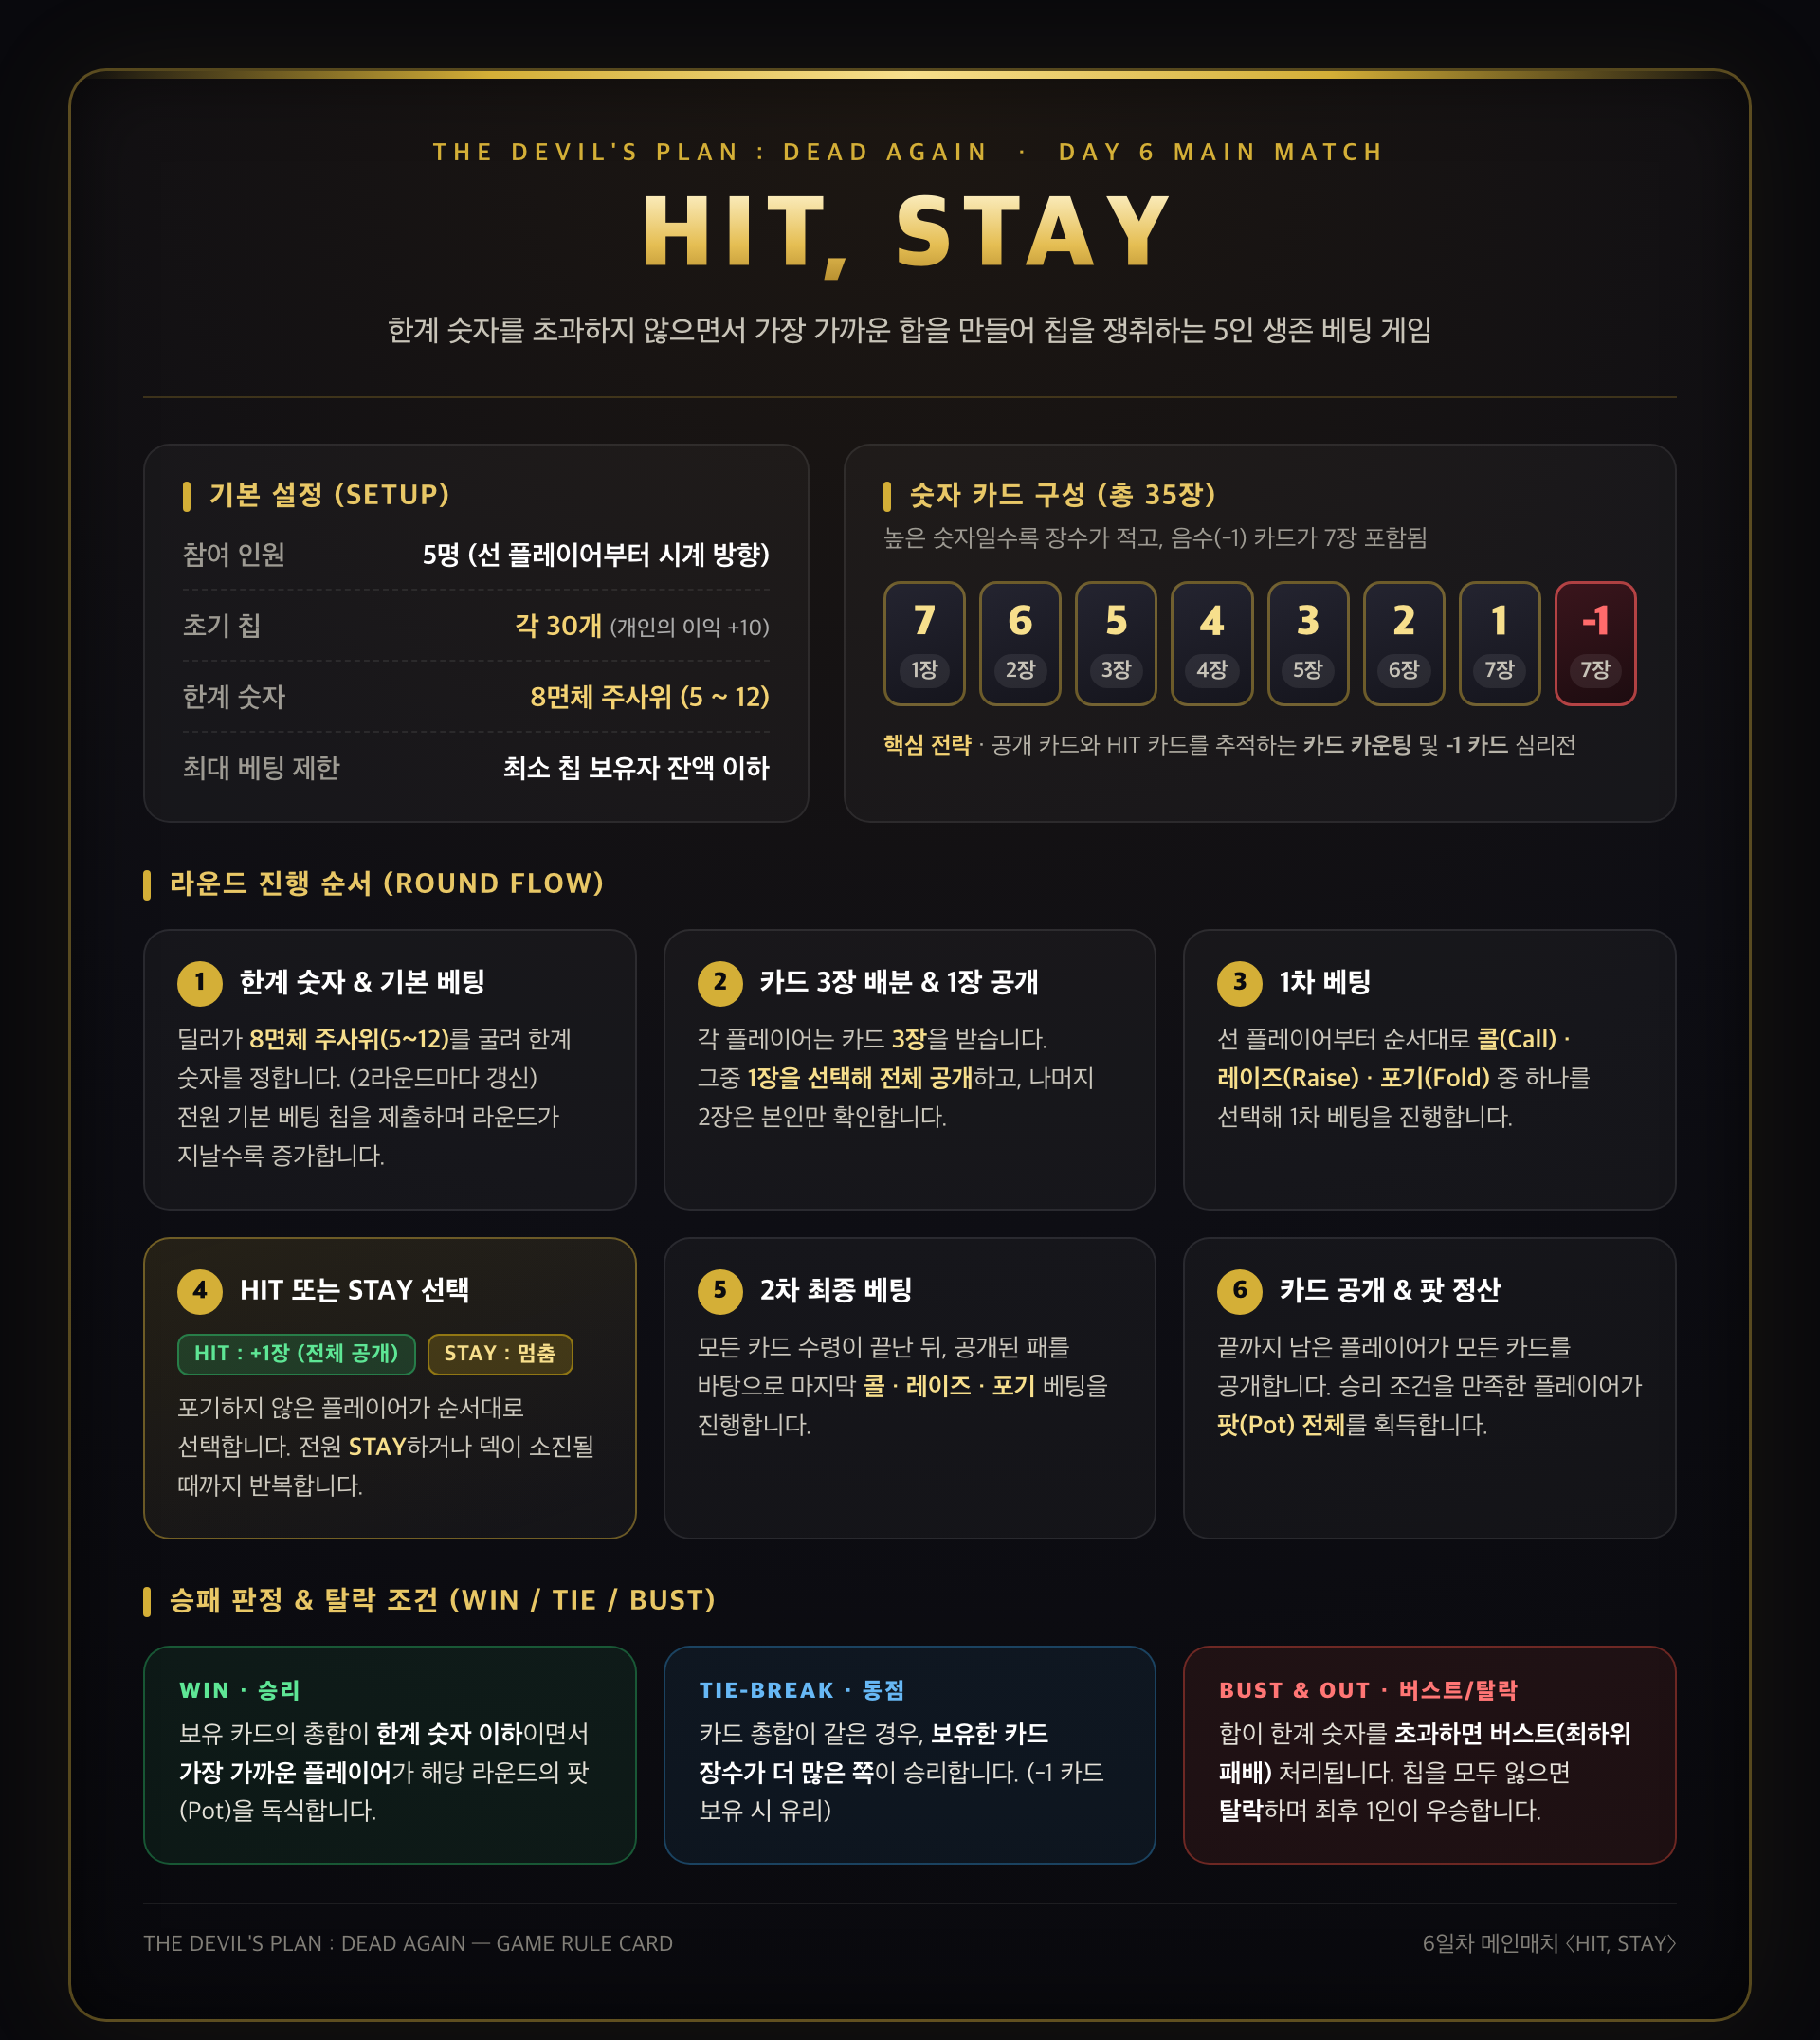 THE DEVIL'S PLAN : DEAD AGAIN · DAY 6 MAIN MATCH
HIT, STAY
한계 숫자를 초과하지 않으면서 가장 가까운 합을 만들어 칩을 쟁취하는 5인 생존 베팅 게임
기본 설정 (SETUP)
참여 인원 5명 (선 플레이어부터 시계 방향)
초기 칩 각 30개 (개인의 이익 +10)
한계 숫자 8면체 주사위 (5 ~ 12)
최대 베팅 제한 최소 칩 보유자 잔액 이하
숫자 카드 구성 (총 35장)
높은 숫자일수록 장수가 적고, 음수(-1) 카드가 7장 포함됨
7 6 5 4 3 2 1 -1
1장 2장 3장 4장 5장 6장 7장 7장
핵심 전략 · 공개 카드와 HIT 카드를 추적하는 카드 카운팅 및 -1 카드 심리전
라운드 진행 순서 (ROUND FLOW)
1 한계 숫자 & 기본 베팅
딜러가 8면체 주사위(5~12)를 굴려 한계
숫자를 정합니다. (2라운드마다 갱신)
전원 기본 베팅 칩을 제출하며 라운드가
지날수록 증가합니다.
2 카드 3장 배분 & 1장 공개
각 플레이어는 카드 3장을 받습니다.
그중 1장을 선택해 전체 공개하고, 나머지
2장은 본인만 확인합니다.
3 1차 베팅
선 플레이어부터 순서대로 콜(Call) ·
레이즈(Raise) · 포기(Fold) 중 하나를
선택해 1차 베팅을 진행합니다.
4 HIT 또는 STAY 선택
HIT : +1장 (전체 공개) STAY : 멈춤
포기하지 않은 플레이어가 순서대로
선택합니다. 전원 STAY하거나 덱이 소진될
때까지 반복합니다.
5 2차 최종 베팅
모든 카드 수령이 끝난 뒤, 공개된 패를
바탕으로 마지막 콜 · 레이즈 · 포기 베팅을
진행합니다.
6 카드 공개 & 팟 정산
끝까지 남은 플레이어가 모든 카드를
공개합니다. 승리 조건을 만족한 플레이어가
팟(Pot) 전체를 획득합니다.
승패 판정 & 탈락 조건 (WIN / TIE / BUST)
WIN · 승리
보유 카드의 총합이 한계 숫자 이하이면서
가장 가까운 플레이어가 해당 라운드의 팟
(Pot)을 독식합니다.
TIE-BREAK · 동점
카드 총합이 같은 경우, 보유한 카드
장수가 더 많은 쪽이 승리합니다. (-1 카드
보유 시 유리)
BUST & OUT · 버스트/탈락
합이 한계 숫자를 초과하면 버스트(최하위
패배) 처리됩니다. 칩을 모두 잃으면
탈락하며 최후 1인이 우승합니다.
THE DEVIL'S PLAN : DEAD AGAIN — GAME RULE CARD
6일차 메인매치 〈HIT, STAY〉